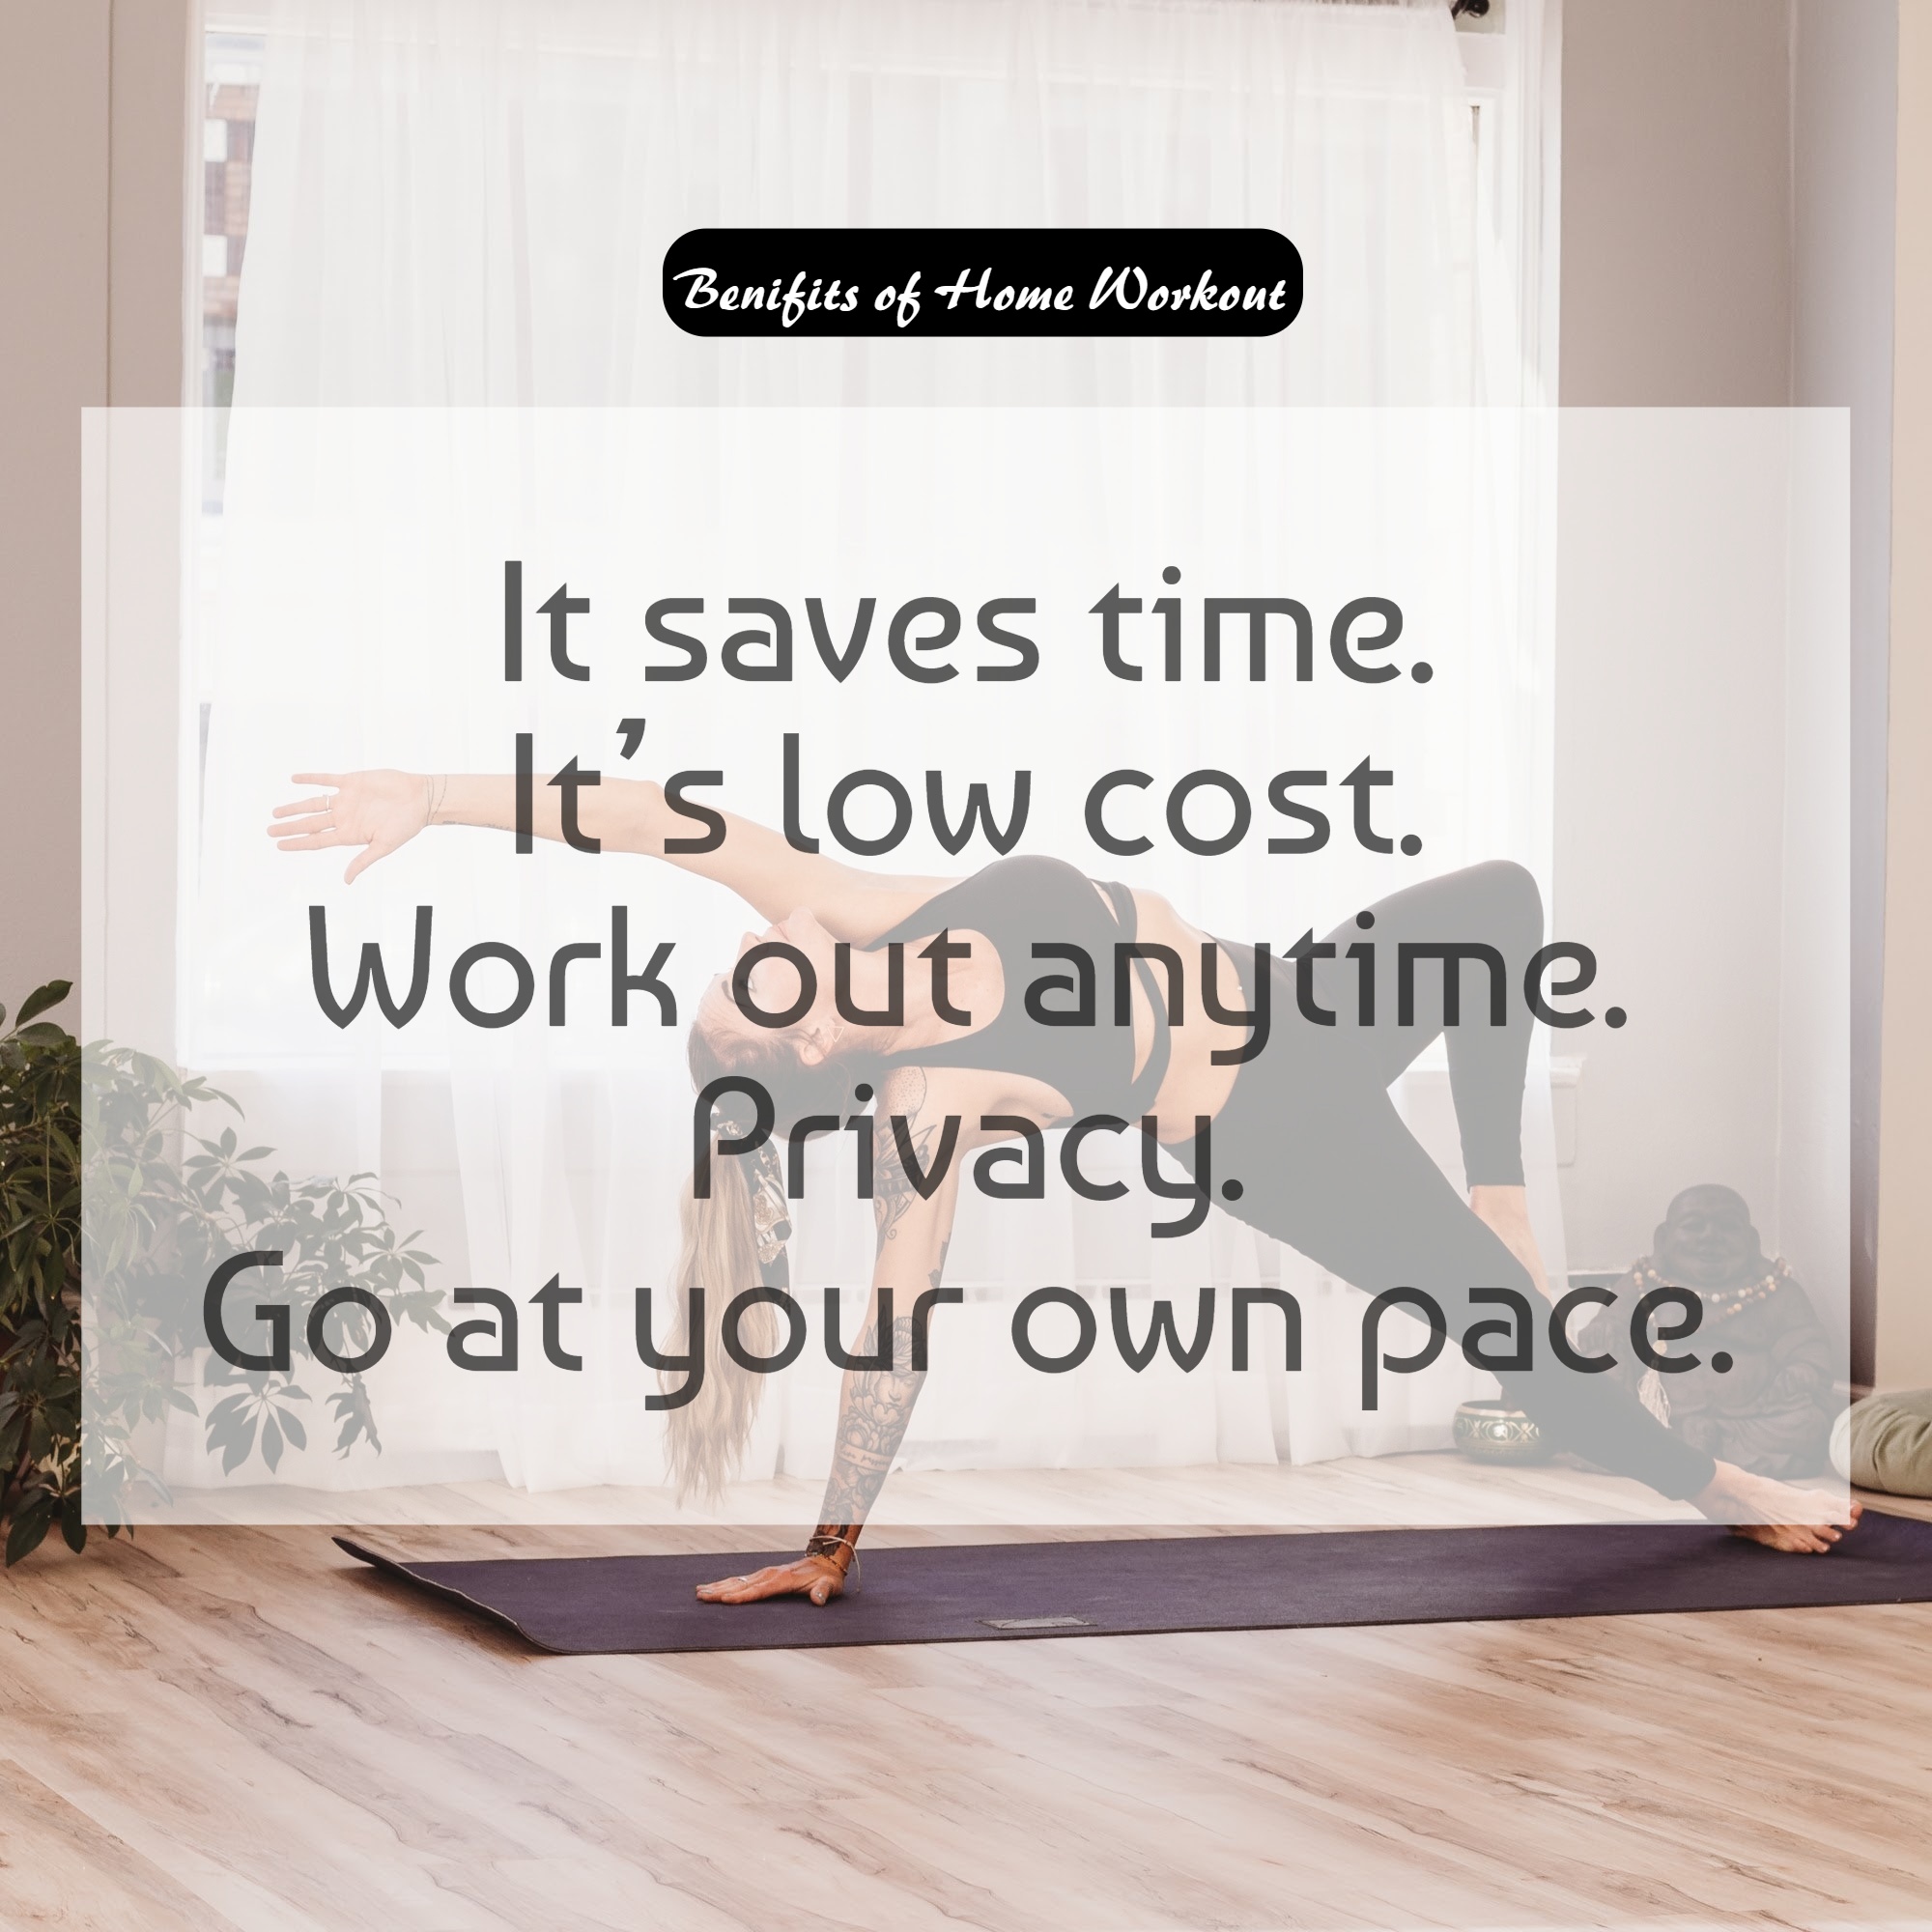 Benifits of Home Workout
It saves time.
It’s low cost.
Work out anytime.
Privacy.
Go at your own pace.